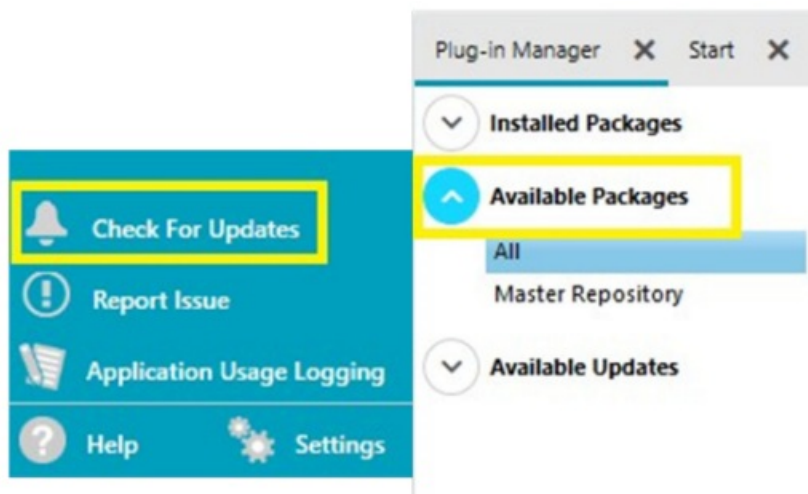 Check For Updates
Report Issue
Application Usage Logging
Help Settings
Plug-in Manager Start
Installed Packages
Available Packages
All
Master Repository
Available Updates